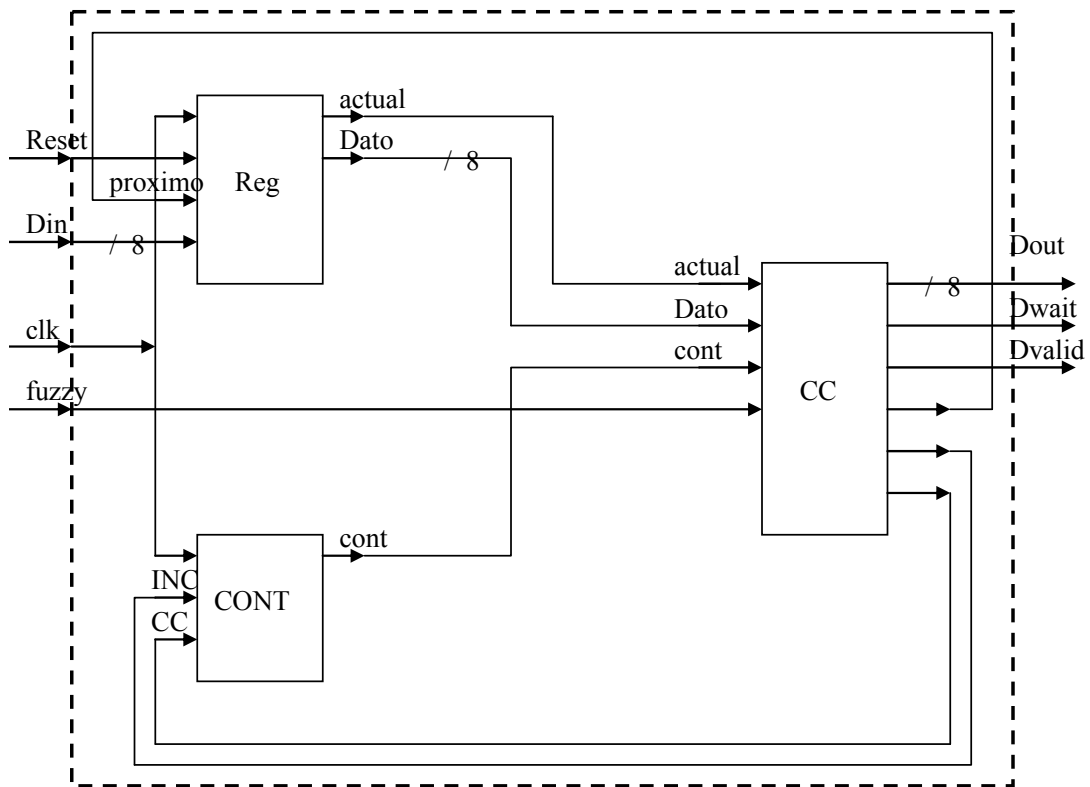 actual
Reset
Dato
/ 8
proximo
Reg
Din
/ 8
Dout
actual
/ 8
Dato
Dwait
clk
cont
Dvalid
fuzzy
CC
cont
INC
CONT
CC